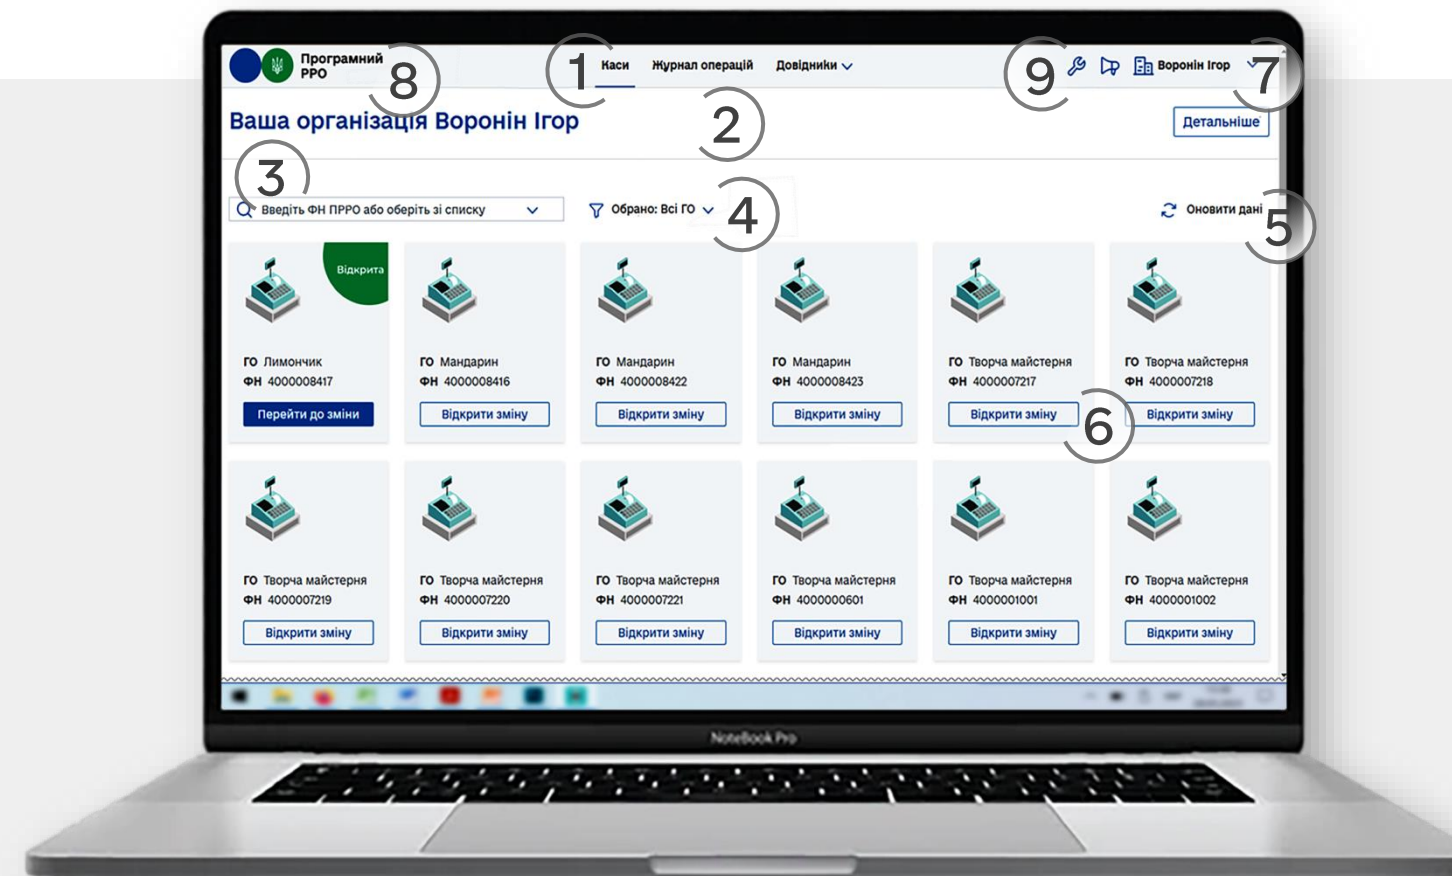 Програмний
РРО
8
1
Каси
Журнал операцій
Довідники
9
Воронін Ігор
7
Ваша організація Воронін Ігор
2
Детальніше
3
Введіть ФН ПРРО або оберіть зі списку
Обрано: Всі ГО
4
Оновити дані
5
Відкрита
ГО Лимончик
ФН 4000008417
Перейти до зміни
ГО Мандарин
ФН 4000008416
Відкрити зміну
ГО Мандарин
ФН 4000008422
Відкрити зміну
ГО Мандарин
ФН 4000008423
Відкрити зміну
ГО Творча майстерня
ФН 4000007217
Відкрити зміну
6
ГО Творча майстерня
ФН 4000007218
Відкрити зміну
ГО Творча майстерня
ФН 4000007219
Відкрити зміну
ГО Творча майстерня
ФН 4000007220
Відкрити зміну
ГО Творча майстерня
ФН 4000007221
Відкрити зміну
ГО Творча майстерня
ФН 4000000601
Відкрити зміну
ГО Творча майстерня
ФН 4000001001
Відкрити зміну
ГО Творча майстерня
ФН 4000001002
Відкрити зміну
NoteBook Pro